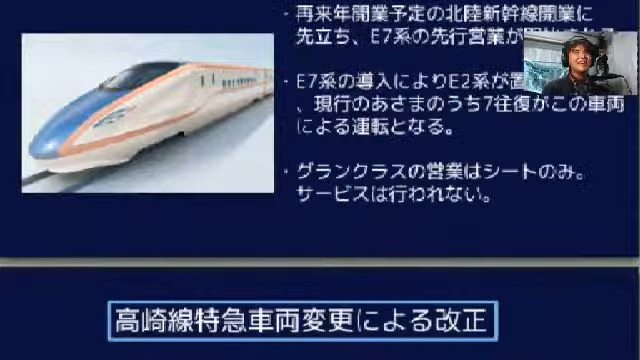 ・再来年開業予定の北陸新幹線開業に
先立ち、E7系の先行営業が
・E7系の導入によりE2系が置
、現行のあさまのうち7往復がこの車両
による運転となる。
・グランクラスの営業はシートのみ。
サービスは行われない。
高崎線特急車両変更による改正